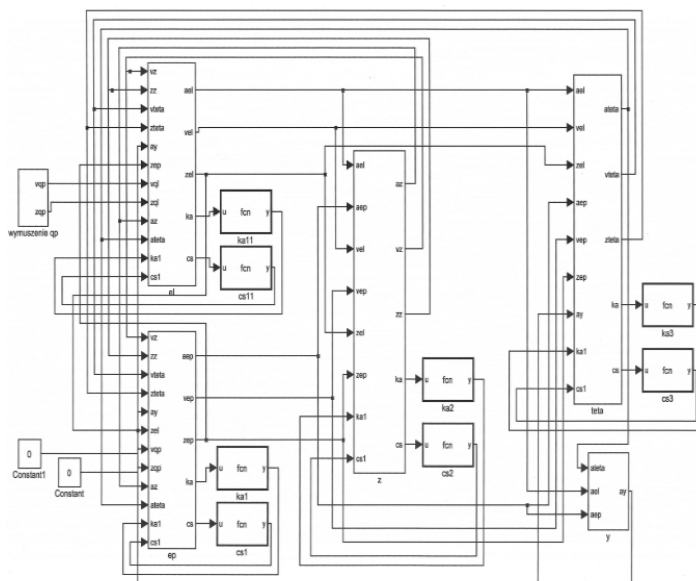 vz
zz
vteta
zteta
ay
zep
vql
zql
az
ateta
ka1
cs1
ael
vel
zel
ka
cs
el
vqp
zqp
wymuszenie qp
u fcn y
ka11
u fcn y
cs11
vz
zz
vteta
zteta
ay
zel
vqp
zqp
az
ateta
ka1
cs1
aep
vep
zep
ka
cs
ep
0
Constant1
0
Constant
u fcn y
ka1
u fcn y
cs1
ael
aep
vel
vep
zel
zep
ka1
cs1
az
vz
zz
ka
cs
z
u fcn y
ka2
u fcn y
cs2
ael
vel
zel
aep
vep
zep
ay
ka1
cs1
ateta
vteta
zteta
ka
cs
teta
u fcn y
ka3
u fcn y
cs3
ateta
ael
aep
ay
y